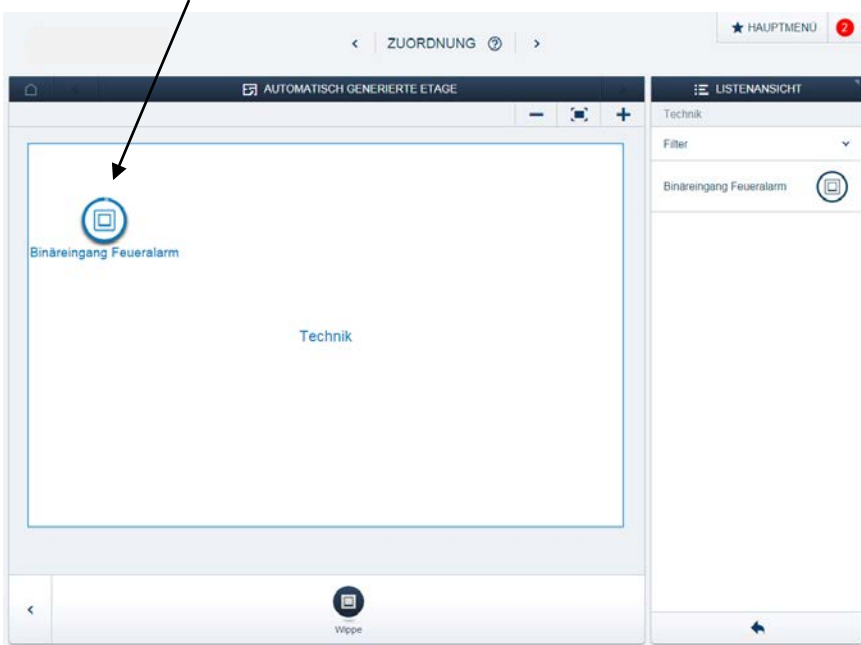 HAUPTMENÜ
2
ZUORDNUNG
AUTOMATISCH GENERIERTE ETAGE
Binäreingang Feueralarm
Technik
Wippe
LISTENANSICHT
Technik
Filter
Binäreingang Feueralarm